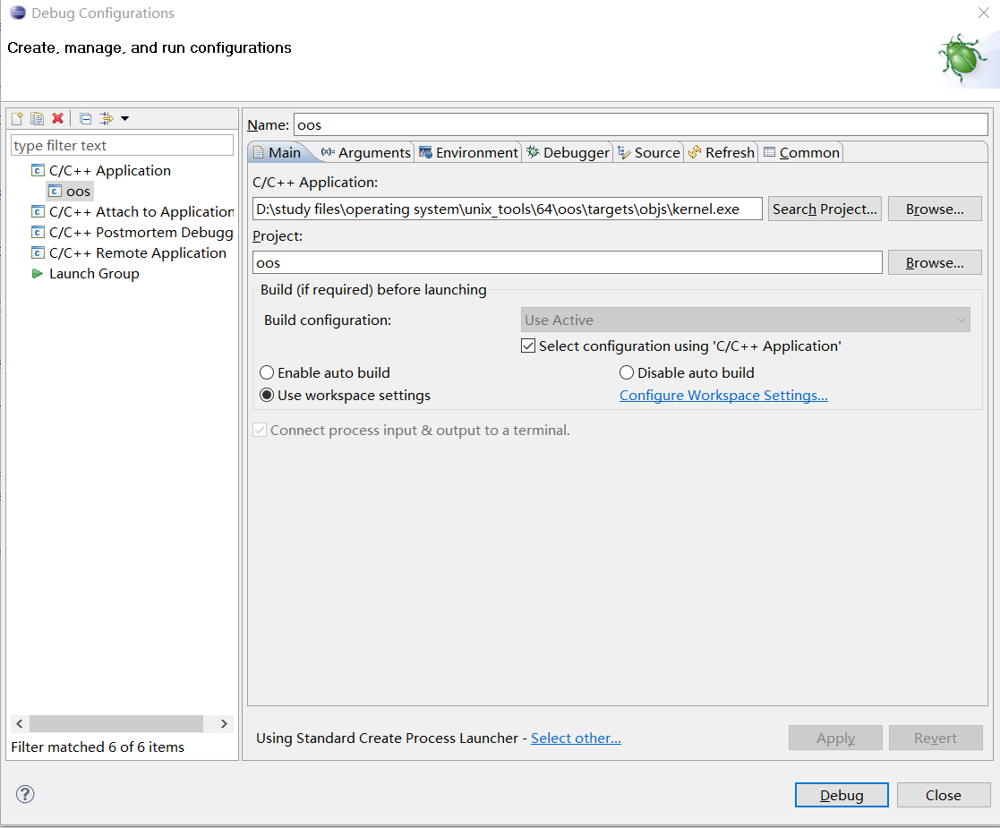 Debug Configurations
Create, manage, and run configurations
type filter text
C/C++ Application
oos
C/C++ Attach to Application
C/C++ Postmortem Debugg
C/C++ Remote Application
Launch Group
Filter matched 6 of 6 items
Name: oos
Main (x)= Arguments Environment Debugger Source Refresh Common
C/C++ Application:
D:\study files\operating system\unix_tools\64\oos\targets\objs\kernel.exe Search Project... Browse...
Project:
oos Browse...
Build (if required) before launching
Build configuration: Use Active
Select configuration using 'C/C++ Application'
Enable auto build Disable auto build
Use workspace settings Configure Workspace Settings...
Connect process input & output to a terminal.
Using Standard Create Process Launcher - Select other... Apply Revert
? Debug Close